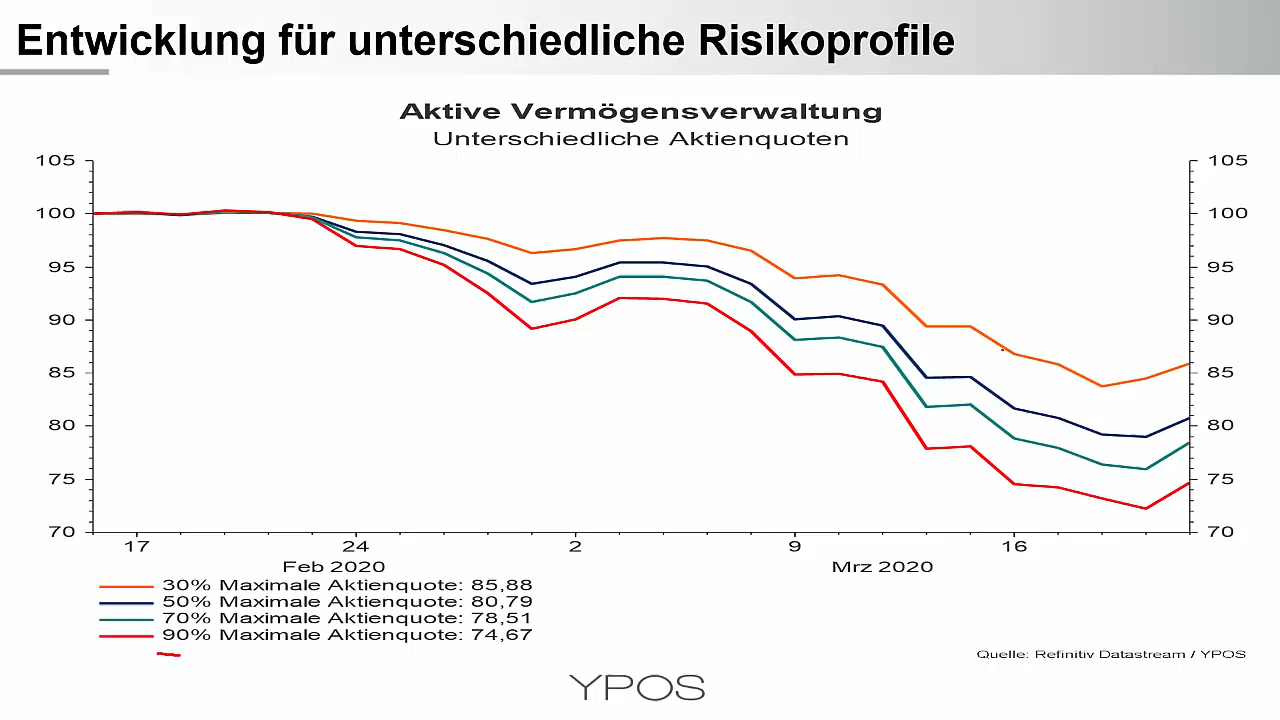 Entwicklung für unterschiedliche Risikoprofile
Aktive Vermögensverwaltung
Unterschiedliche Aktienquoten
105 105
100 100
95 95
90 90
85 85
80 80
75 75
70 70
17 24 2 9 16
Feb 2020 Mrz 2020
30% Maximale Aktienquote: 85,88
50% Maximale Aktienquote: 80,79
70% Maximale Aktienquote: 78,51
90% Maximale Aktienquote: 74,67
Quelle: Refinitiv Datastream / YPOS
YPOS